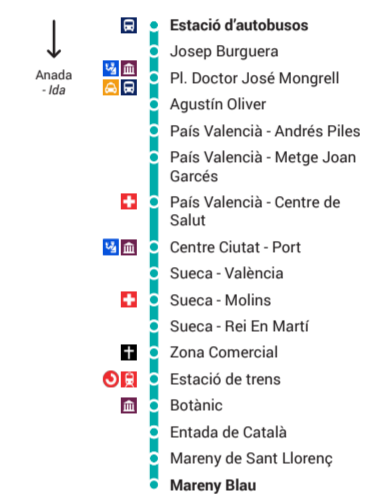 Estació d'autobusos
Josep Burguera
Anada
- Ida
Pl. Doctor José Mongrell
Agustín Oliver
País Valencià - Andrés Piles
País Valencià - Metge Joan
Garcés
País Valencià - Centre de
Salut
Centre Ciutat - Port
Sueca - València
Sueca - Molins
Sueca - Rei En Martí
Zona Comercial
Estació de trens
Botànic
Entada de Català
Mareny de Sant Llorenç
Mareny Blau